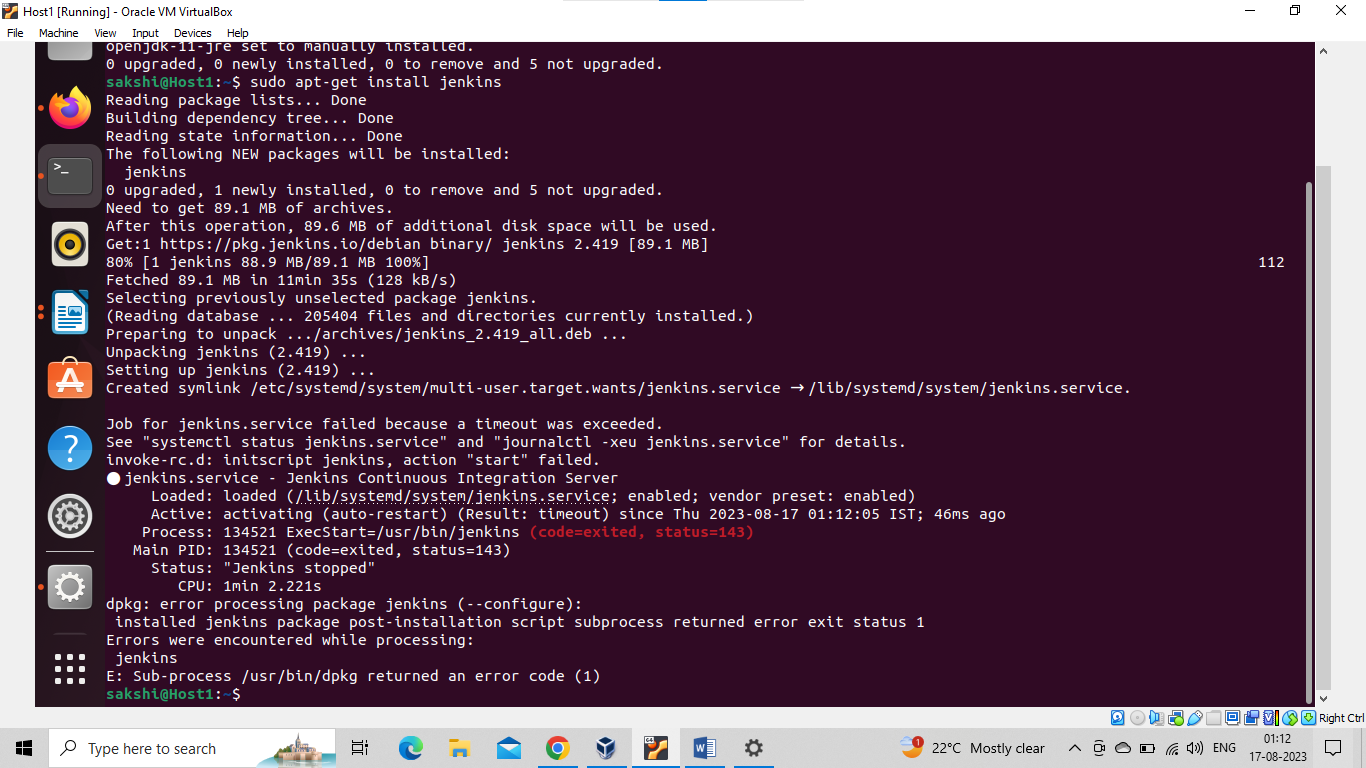 Host1 [Running] - Oracle VM VirtualBox
File Machine View Input Devices Help
openjdk-11-jre set to manually installed.
0 upgraded, 0 newly installed, 0 to remove and 5 not upgraded.
sakshi@Host1:~$ sudo apt-get install jenkins
Reading package lists... Done
Building dependency tree... Done
Reading state information... Done
The following NEW packages will be installed:
  jenkins
0 upgraded, 1 newly installed, 0 to remove and 5 not upgraded.
Need to get 89.1 MB of archives.
After this operation, 89.6 MB of additional disk space will be used.
Get:1 https://pkg.jenkins.io/debian binary/ jenkins 2.419 [89.1 MB]
80% [1 jenkins 88.9 MB/89.1 MB 100%] 112
Fetched 89.1 MB in 11min 35s (128 kB/s)
Selecting previously unselected package jenkins.
(Reading database ... 205404 files and directories currently installed.)
Preparing to unpack .../archives/jenkins_2.419_all.deb ...
Unpacking jenkins (2.419) ...
Setting up jenkins (2.419) ...
Created symlink /etc/systemd/system/multi-user.target.wants/jenkins.service → /lib/systemd/system/jenkins.service.
Job for jenkins.service failed because a timeout was exceeded.
See "systemctl status jenkins.service" and "journalctl -xeu jenkins.service" for details.
invoke-rc.d: initscript jenkins, action "start" failed.
● jenkins.service - Jenkins Continuous Integration Server
     Loaded: loaded (/lib/systemd/system/jenkins.service; enabled; vendor preset: enabled)
     Active: activating (auto-restart) (Result: timeout) since Thu 2023-08-17 01:12:05 IST; 46ms ago
    Process: 134521 ExecStart=/usr/bin/jenkins (code=exited, status=143)
   Main PID: 134521 (code=exited, status=143)
     Status: "Jenkins stopped"
        CPU: 1min 2.221s
dpkg: error processing package jenkins (--configure):
 installed jenkins package post-installation script subprocess returned error exit status 1
Errors were encountered while processing:
 jenkins
E: Sub-process /usr/bin/dpkg returned an error code (1)
sakshi@Host1:~$
Right Ctrl
Type here to search
1
22°C Mostly clear
ENG
01:12
17-08-2023